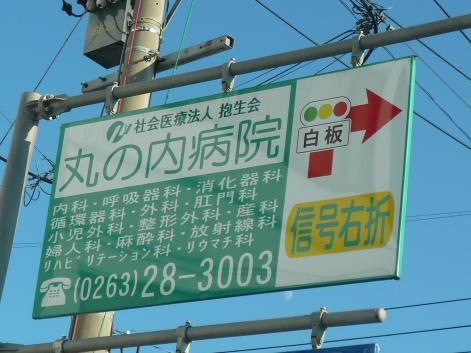 社会医療法人 抱生会
丸の内病院
内科・呼吸器科・消化器科
循環器科・外科・肛門科
小児外科・整形外科・産科
婦人科・麻酔科・放射線科
リハビリテーション科・リウマチ科
(0263)28-3003
白板
信号右折